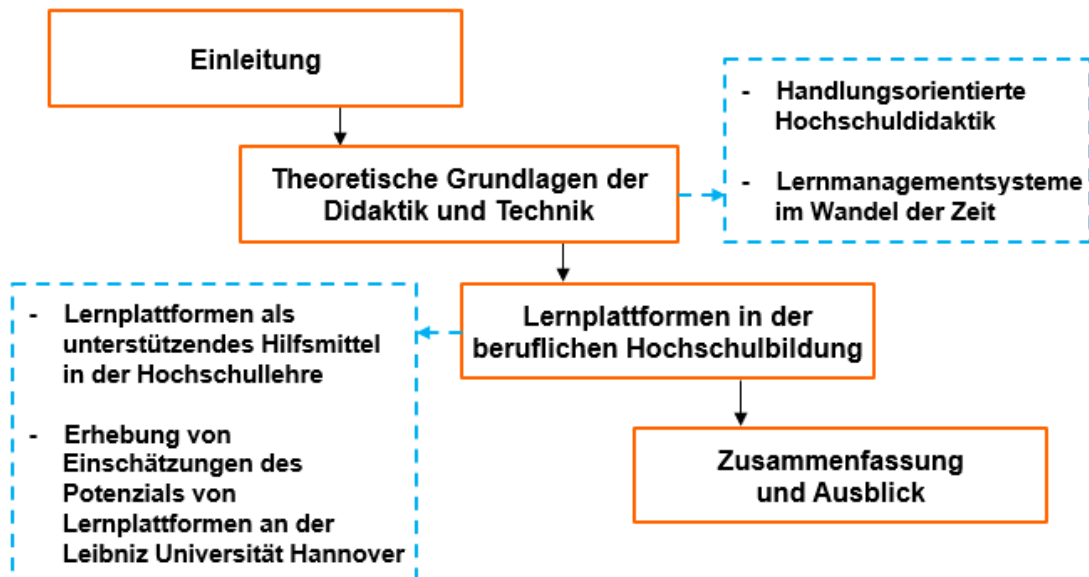 Einleitung
- Handlungsorientierte
Hochschuldidaktik
- Lernmanagementsysteme
im Wandel der Zeit
Theoretische Grundlagen der
Didaktik und Technik
- Lernplattformen als
unterstützendes Hilfsmittel
in der Hochschullehre
- Erhebung von
Einschätzungen des
Potenzials von
Lernplattformen an der
Leibniz Universität Hannover
Lernplattformen in der
beruflichen Hochschulbildung
Zusammenfassung
und Ausblick